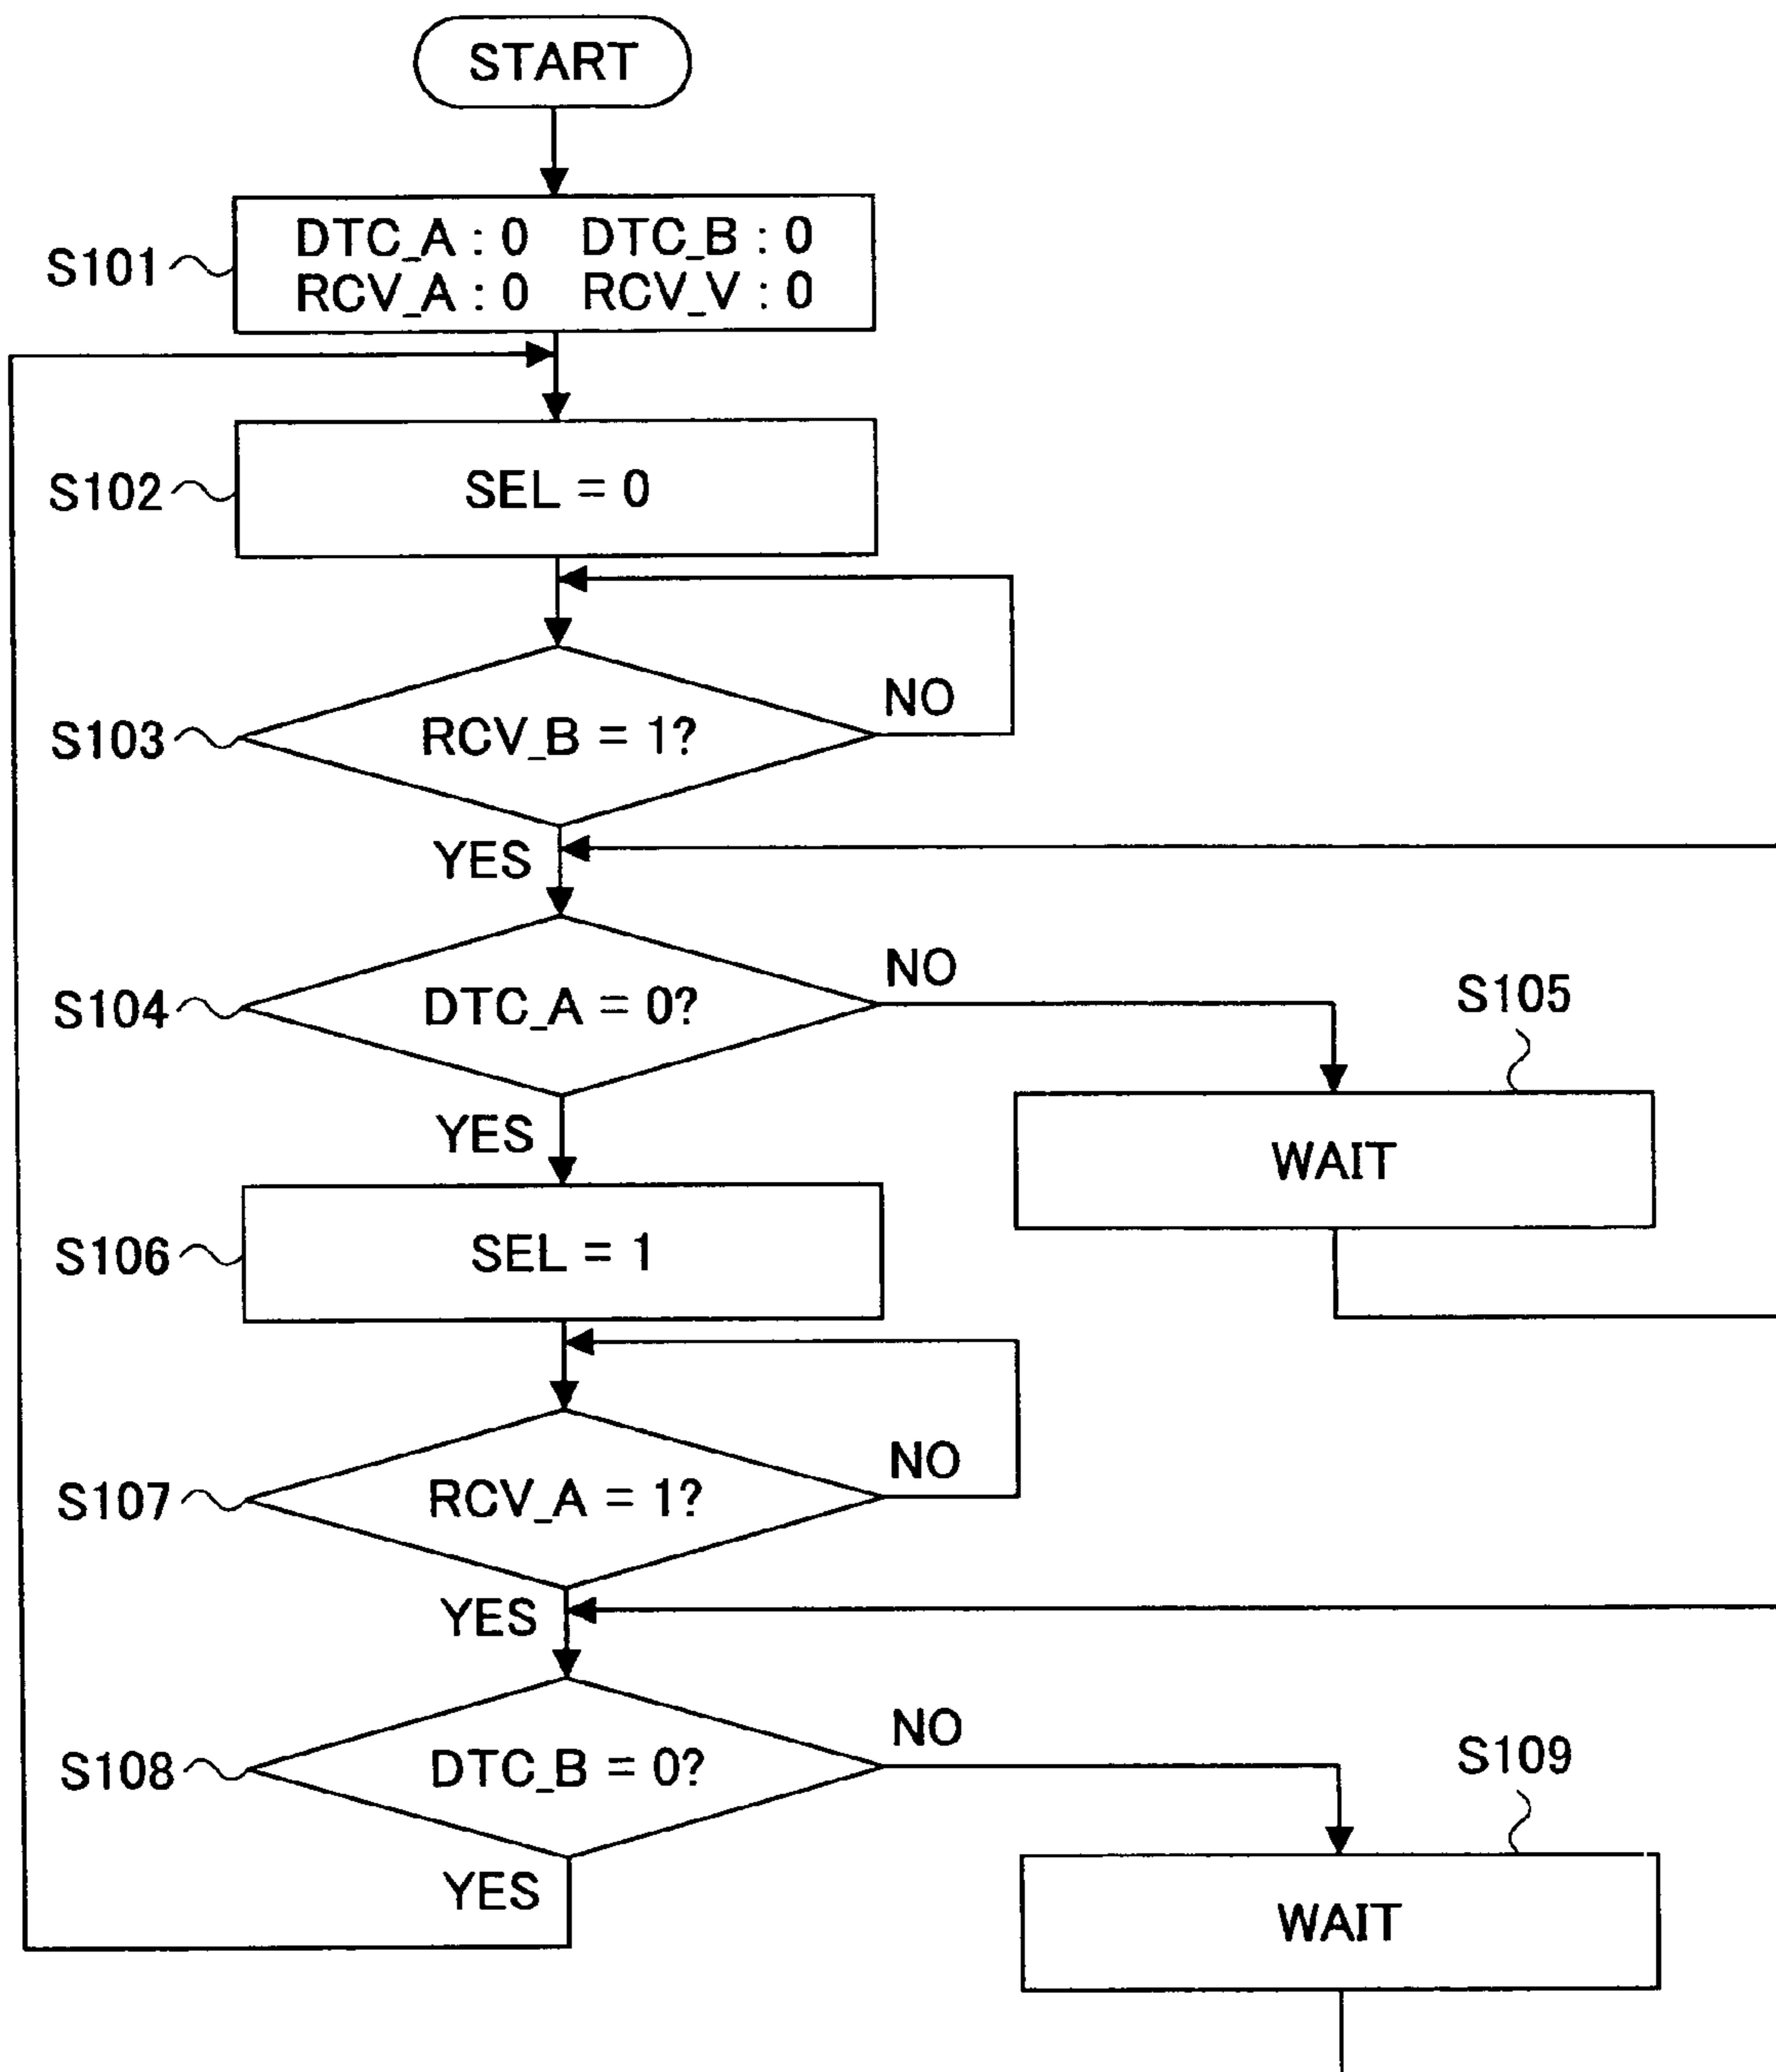 START
S101
DTC_A : 0 DTC_B : 0
RCV_A : 0 RCV_V : 0
S102
SEL = 0
S103
RCV_B = 1?
NO
YES
S104
DTC_A = 0?
NO
S105
WAIT
YES
S106
SEL = 1
S107
RCV_A = 1?
NO
YES
S108
DTC_B = 0?
NO
S109
WAIT
YES